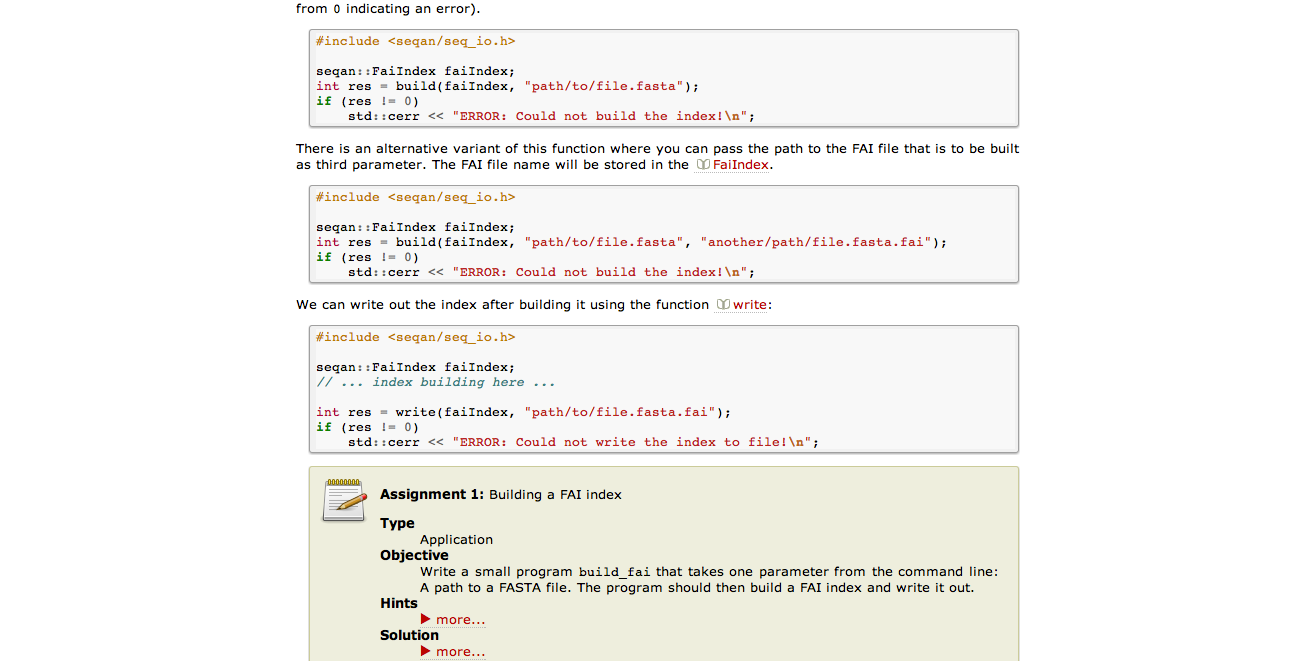 from 0 indicating an error).
#include <seqan/seq_io.h>
seqan::FaiIndex faiIndex;
int res = build(faiIndex, "path/to/file.fasta");
if (res != 0)
std::cerr << "ERROR: Could not build the index!\n";
There is an alternative variant of this function where you can pass the path to the FAI file that is to be built
as third parameter. The FAI file name will be stored in the FaiIndex.
#include <seqan/seq_io.h>
seqan::FaiIndex faiIndex;
int res = build(faiIndex, "path/to/file.fasta", "another/path/file.fasta.fai");
if (res != 0)
std::cerr << "ERROR: Could not build the index!\n";
We can write out the index after building it using the function write:
#include <seqan/seq_io.h>
seqan::FaiIndex faiIndex;
// ... index building here ...
int res = write(faiIndex, "path/to/file.fasta.fai");
if (res != 0)
std::cerr << "ERROR: Could not write the index to file!\n";
Assignment 1: Building a FAI index
Type
Application
Objective
Write a small program build_fai that takes one parameter from the command line:
A path to a FASTA file. The program should then build a FAI index and write it out.
Hints
more...
Solution
more...